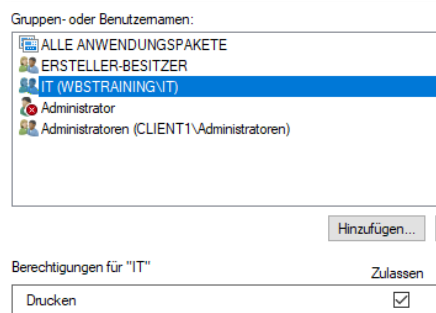 Gruppen- oder Benutzernamen:
ALLE ANWENDUNGSPAKETE
ERSTELLER-BESITZER
IT (WBSTRAINING\IT)
Administrator
Administratoren (CLIENT1\Administratoren)
Hinzufügen...
Berechtigungen für "IT"
Zulassen
Drucken